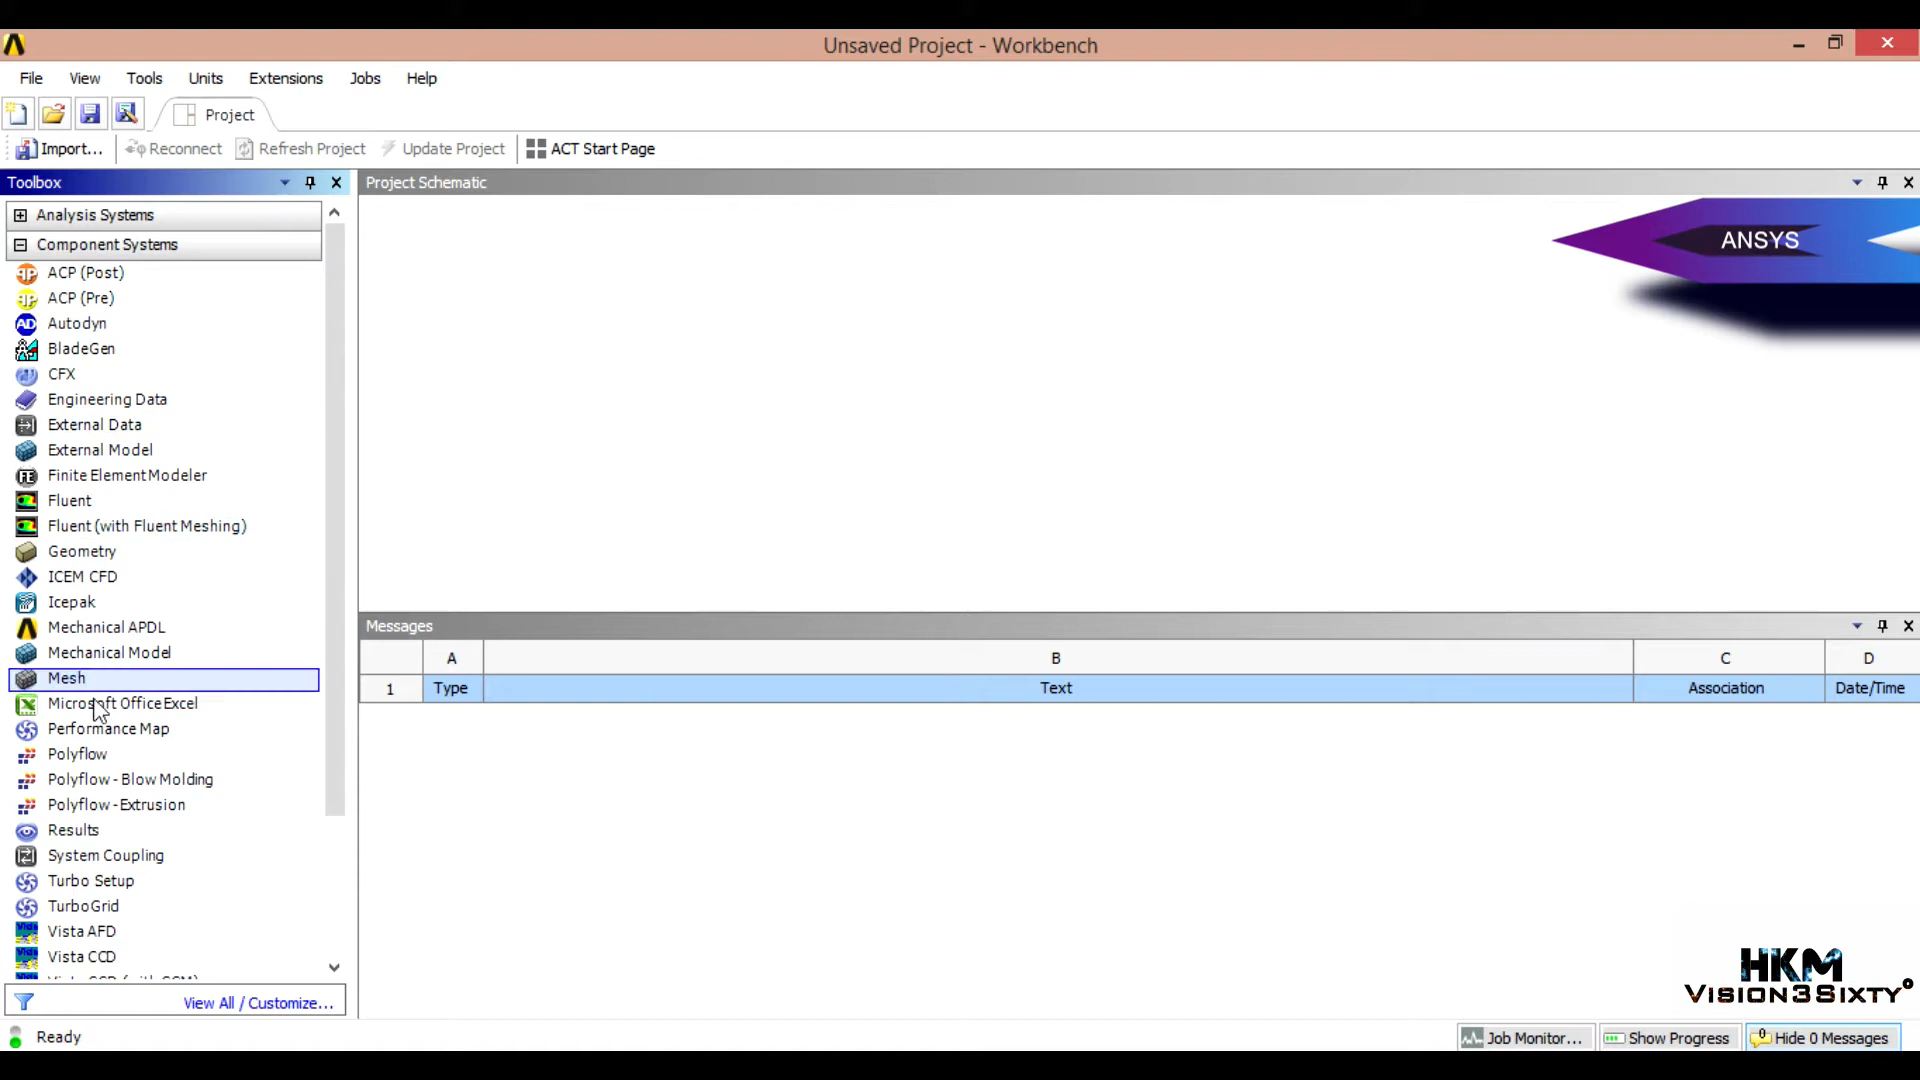 Unsaved Project - Workbench
File View Tools Units Extensions Jobs Help
Project
Import... Reconnect Refresh Project Update Project ACT Start Page
Toolbox
Project Schematic
Analysis Systems
Component Systems
ACP (Post)
ACP (Pre)
Autodyn
BladeGen
CFX
Engineering Data
External Data
External Model
Finite Element Modeler
Fluent
Fluent (with Fluent Meshing)
Geometry
ICEM CFD
Icepak
Mechanical APDL
Mechanical Model
Mesh
Microsoft Office Excel
Performance Map
Polyflow
Polyflow - Blow Molding
Polyflow - Extrusion
Results
System Coupling
Turbo Setup
TurboGrid
Vista AFD
Vista CCD
View All / Customize...
ANSYS
Messages
A B C D
1 Type Text Association Date/Time
HKM
Vision3Sixty°
Ready
Job Monitor... Show Progress 0 Hide 0 Messages